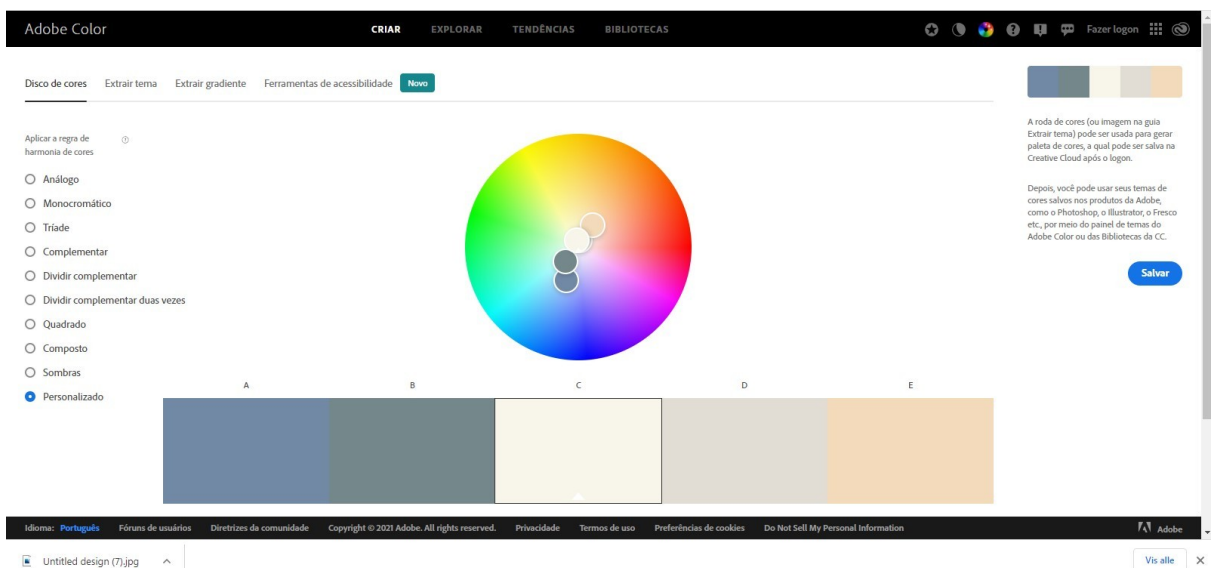 Adobe Color
CRIAR EXPLORAR TENDÊNCIAS BIBLIOTECAS
Fazer logon
Disco de cores Extrair tema Extrair gradiente Ferramentas de acessibilidade Novo
Aplicar a regra de
harmonia de cores
Análogo
Monocromático
Tríade
Complementar
Dividir complementar
Dividir complementar duas vezes
Quadrado
Composto
Sombras
Personalizado
A B C D E
A roda de cores (ou imagem na guia
Extrair tema) pode ser usada para gerar
paleta de cores, a qual pode ser salva na
Creative Cloud após o logon.
Depois, você pode usar seus temas de
cores salvos nos produtos da Adobe,
como o Photoshop, o Illustrator, o Fresco
etc., por meio do painel de temas do
Adobe Color ou das Bibliotecas da CC.
Salvar
Idioma: Português Fóruns de usuários Diretrizes da comunidade Copyright © 2021 Adobe. All rights reserved. Privacidade Termos de uso Preferências de cookies Do Not Sell My Personal Information Adobe
Untitled design (7).jpg Vis alle